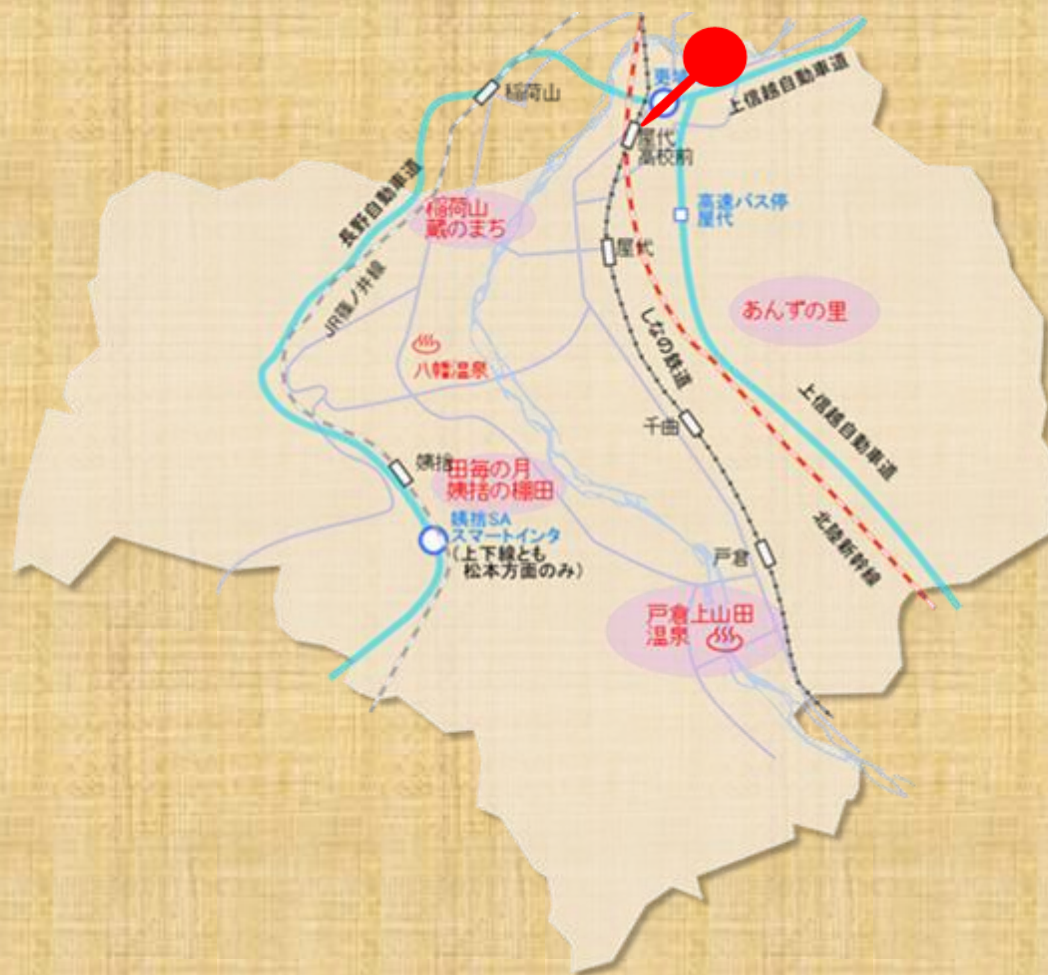 稲荷山
更
上信越自動車道
屋代
高校前
長野自動車道
稲荷山
蔵のまち
高速バス停
屋代
屋代
JR篠ノ井線
あんずの里
しなの鉄道
八幡温泉
上信越自動車道
千曲
姨捨
田毎の月
姨捨の棚田
姨捨SA
スマートインタ
(上下線とも
松本方面のみ)
北陸新幹線
戸倉
戸倉上山田
温泉